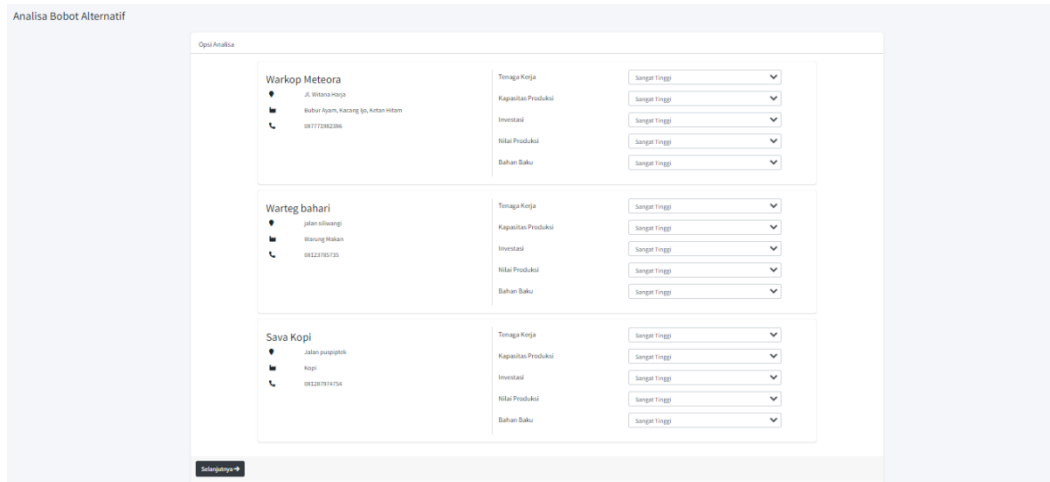 Analisa Bobot Alternatif
Opsi Analisa
Warkop Meteora
Jl. Witana Harja
Bubur Ayam, Kacang Ijo, Ketan Hitam
087773982386
Tenaga Kerja Sangat Tinggi
Kapasitas Produksi Sangat Tinggi
Investasi Sangat Tinggi
Nilai Produksi Sangat Tinggi
Bahan Baku Sangat Tinggi
Warteg bahari
jalan siliwangi
Warung Makan
08123785735
Tenaga Kerja Sangat Tinggi
Kapasitas Produksi Sangat Tinggi
Investasi Sangat Tinggi
Nilai Produksi Sangat Tinggi
Bahan Baku Sangat Tinggi
Sava Kopi
Jalan puspiptek
Kopi
081287974754
Tenaga Kerja Sangat Tinggi
Kapasitas Produksi Sangat Tinggi
Investasi Sangat Tinggi
Nilai Produksi Sangat Tinggi
Bahan Baku Sangat Tinggi
Selanjutnya